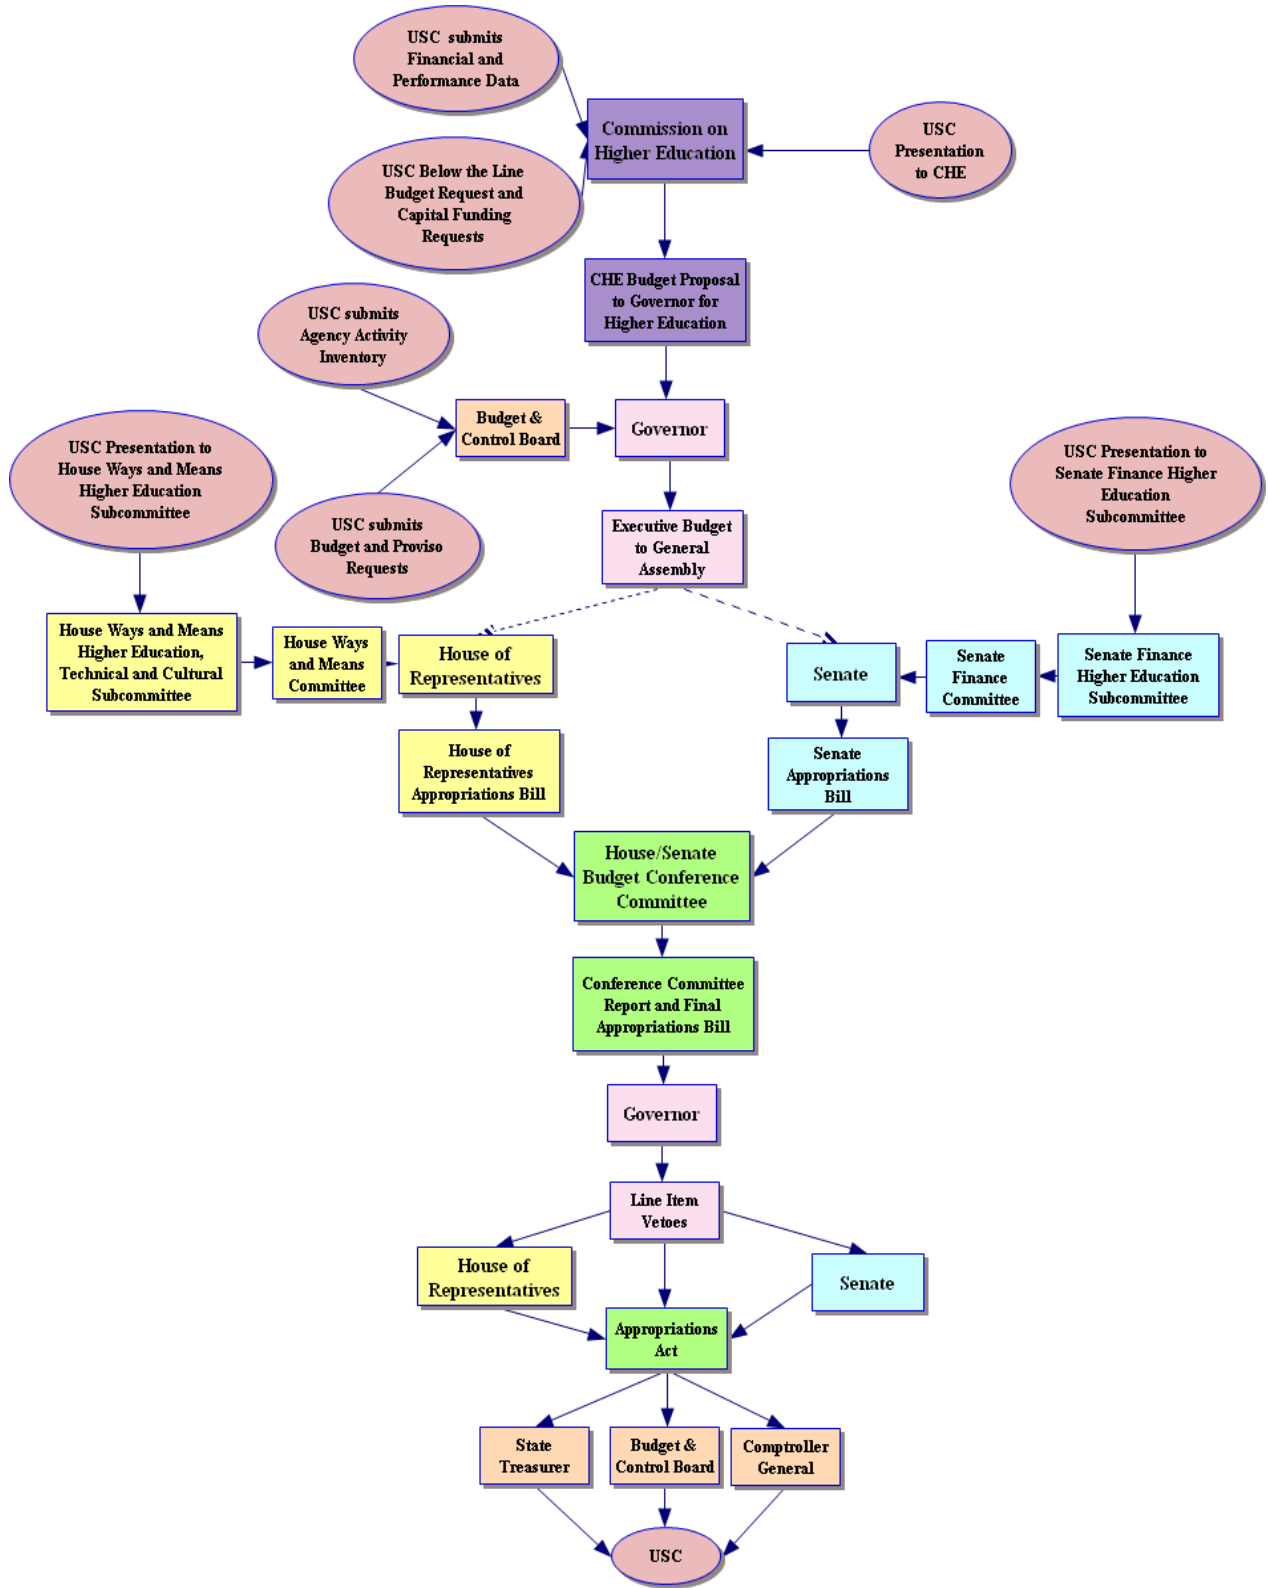 USC submits
Financial and
Performance Data
Commission on
Higher Education
USC
Presentation
to CHE
USC Below the Line
Budget Request and
Capital Funding
Requests
CHE Budget Proposal
to Governor for
Higher Education
USC submits
Agency Activity
Inventory
Budget &
Control Board
Governor
USC Presentation to
House Ways and Means
Higher Education
Subcommittee
USC Presentation to
Senate Finance Higher
Education
Subcommittee
USC submits
Budget and Proviso
Requests
Executive Budget
to General
Assembly
House Ways and Means
Higher Education,
Technical and Cultural
Subcommittee
House Ways
and Means
Committee
House of
Representatives
Senate
Senate
Finance
Committee
Senate Finance
Higher Education
Subcommittee
House of
Representatives
Appropriations Bill
Senate
Appropriations
Bill
House/Senate
Budget Conference
Committee
Conference Committee
Report and Final
Appropriations Bill
Governor
Line Item
Vetoes
House of
Representatives
Senate
Appropriations
Act
State
Treasurer
Budget &
Control Board
Comptroller
General
USC